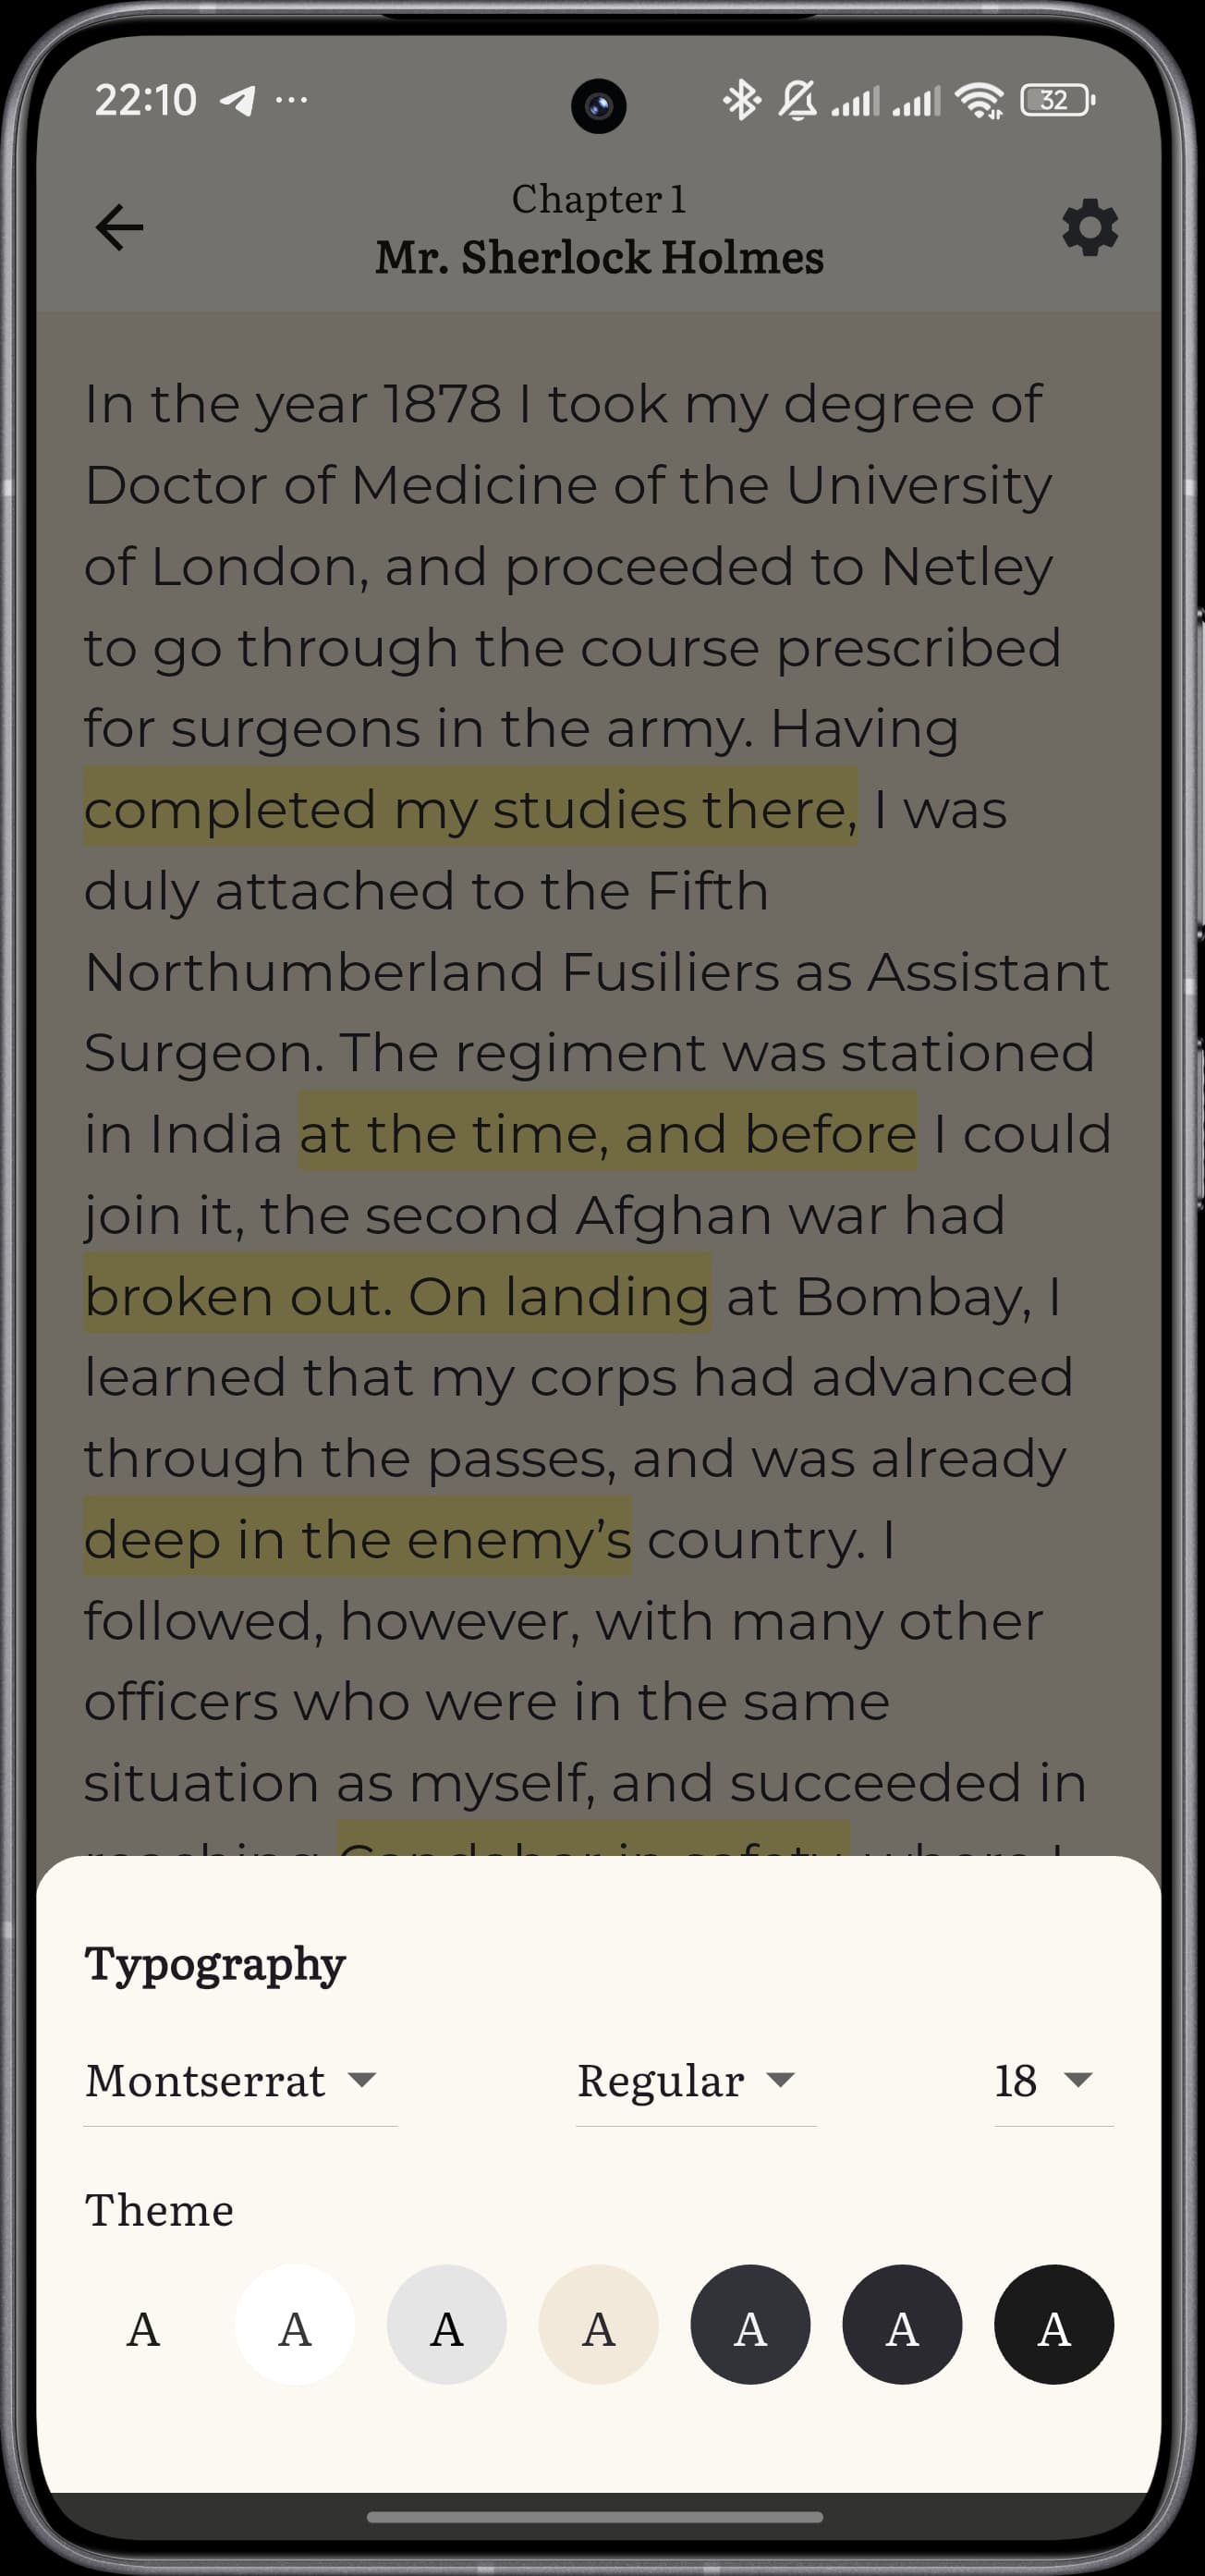 22:10
32
Chapter 1
Mr. Sherlock Holmes
In the year 1878 I took my degree of
Doctor of Medicine of the University
of London, and proceeded to Netley
to go through the course prescribed
for surgeons in the army. Having
completed my studies there, I was
duly attached to the Fifth
Northumberland Fusiliers as Assistant
Surgeon. The regiment was stationed
in India at the time, and before I could
join it, the second Afghan war had
broken out. On landing at Bombay, I
learned that my corps had advanced
through the passes, and was already
deep in the enemy’s country. I
followed, however, with many other
officers who were in the same
situation as myself, and succeeded in
reaching Candahar in safety, where I
Typography
Montserrat
Regular
18
Theme
A A A A A A A